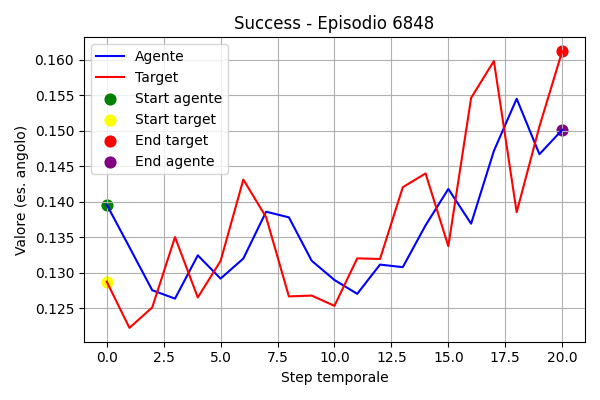 Success - Episodio 6848
Agente
Target
Start agente
Start target
End target
End agente
Valore (es. angolo)
0.160
0.155
0.150
0.145
0.140
0.135
0.130
0.125
0.0 2.5 5.0 7.5 10.0 12.5 15.0 17.5 20.0
Step temporale